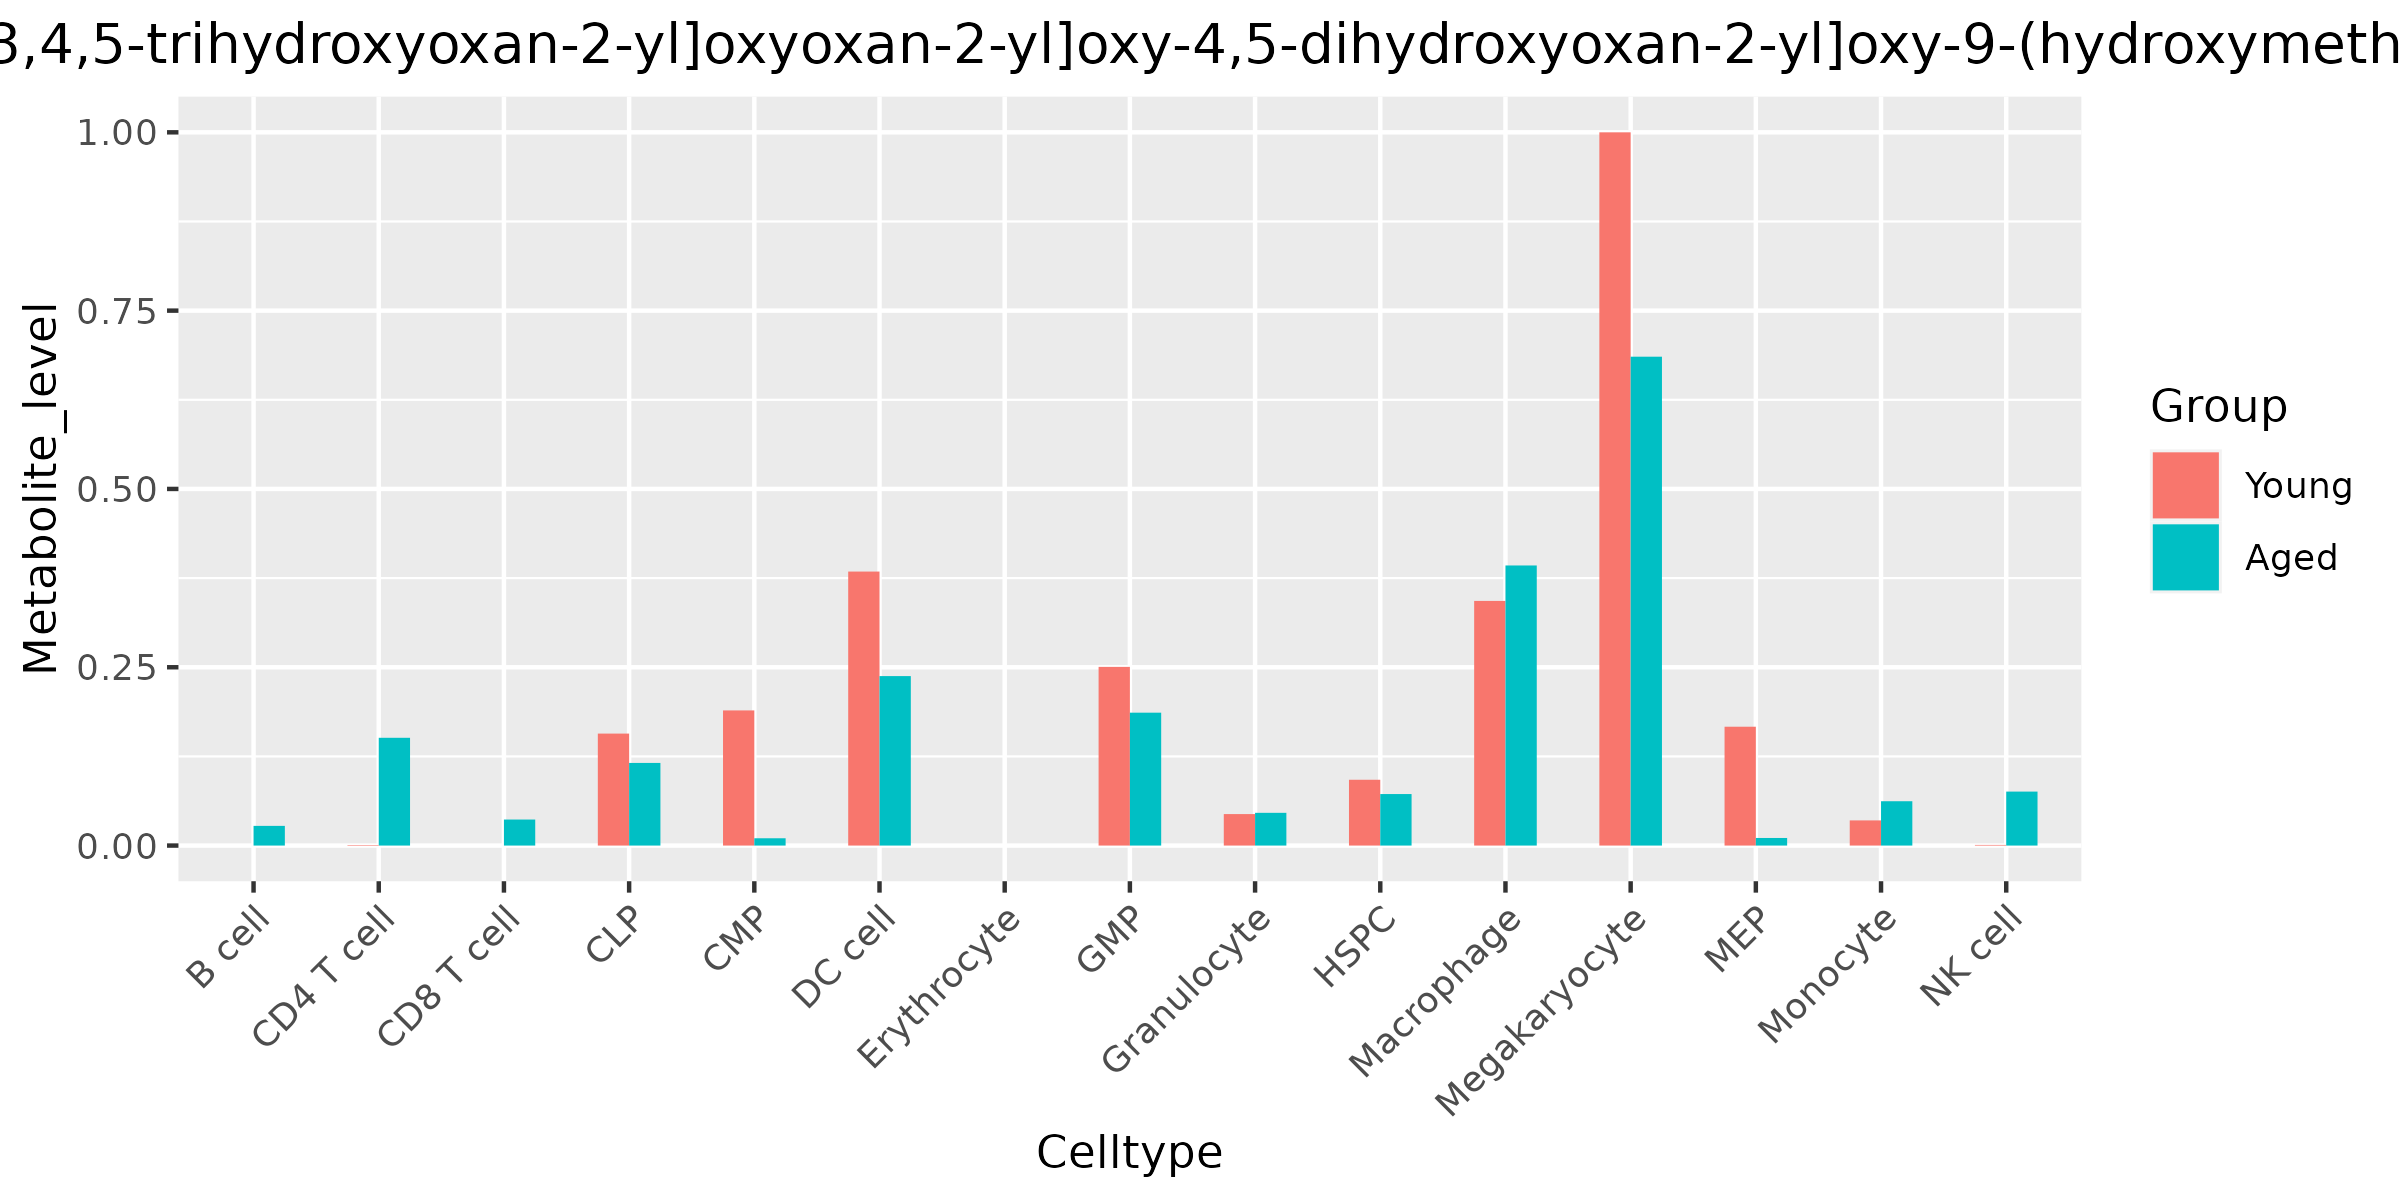 3,4,5-trihydroxyoxan-2-yl]oxyoxan-2-yl]oxy-4,5-dihydroxyoxan-2-yl]oxy-9-(hydroxymeth
Metabolite_level
1.00
0.75
0.50
0.25
0.00
B cell
CD4 T cell
CD8 T cell
CLP
CMP
DC cell
Erythrocyte
GMP
Granulocyte
HSPC
Macrophage
Megakaryocyte
MEP
Monocyte
NK cell
Celltype
Group
Young
Aged